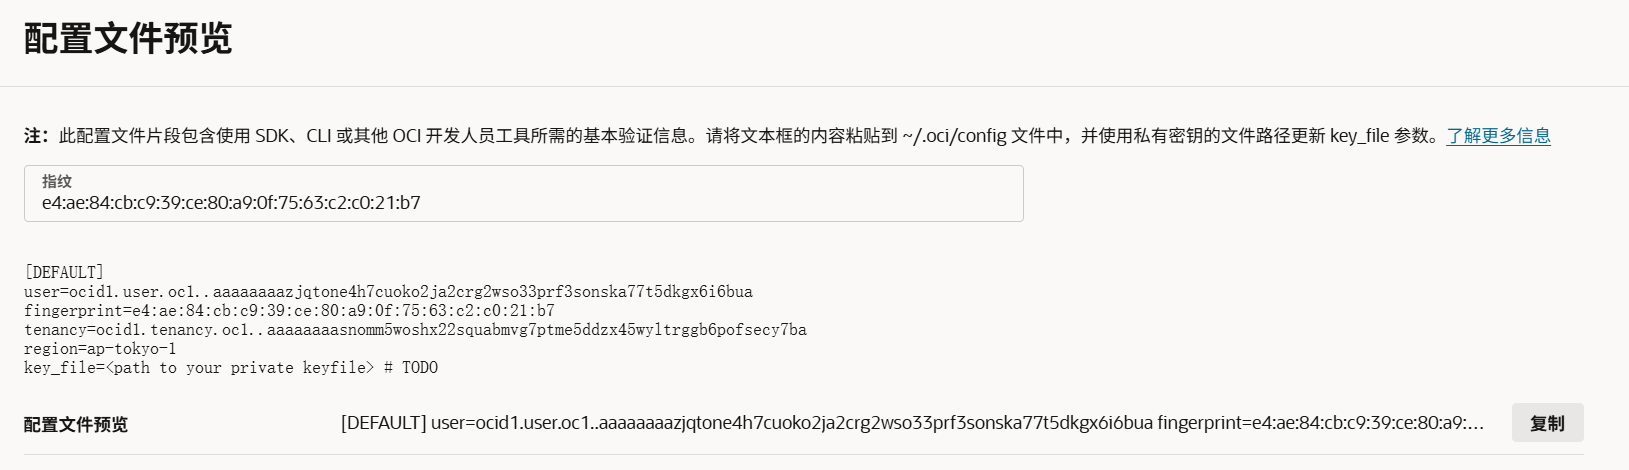 配置文件预览
注：此配置文件片段包含使用 SDK、CLI 或其他 OCI 开发人员工具所需的基本验证信息。请将文本框的内容粘贴到 ~/.oci/config 文件中，并使用私有密钥的文件路径更新 key_file 参数。了解更多信息
指纹
e4:ae:84:cb:c9:39:ce:80:a9:0f:75:63:c2:c0:21:b7
[DEFAULT]
user=ocid1.user.oc1..aaaaaaaazjqtone4h7cuoko2ja2crg2wso33prf3sonska77t5dkgx6i6bua
fingerprint=e4:ae:84:cb:c9:39:ce:80:a9:0f:75:63:c2:c0:21:b7
tenancy=ocid1.tenancy.oc1..aaaaaaaasnomm5woshx22squabmvg7ptme5ddzx45wyltrggb6pofsecy7ba
region=ap-tokyo-1
key_file=<path to your private keyfile> # TODO
配置文件预览 [DEFAULT] user=ocid1.user.oc1..aaaaaaaazjqtone4h7cuoko2ja2crg2wso33prf3sonska77t5dkgx6i6bua fingerprint=e4:ae:84:cb:c9:39:ce:80:a9:... 复制